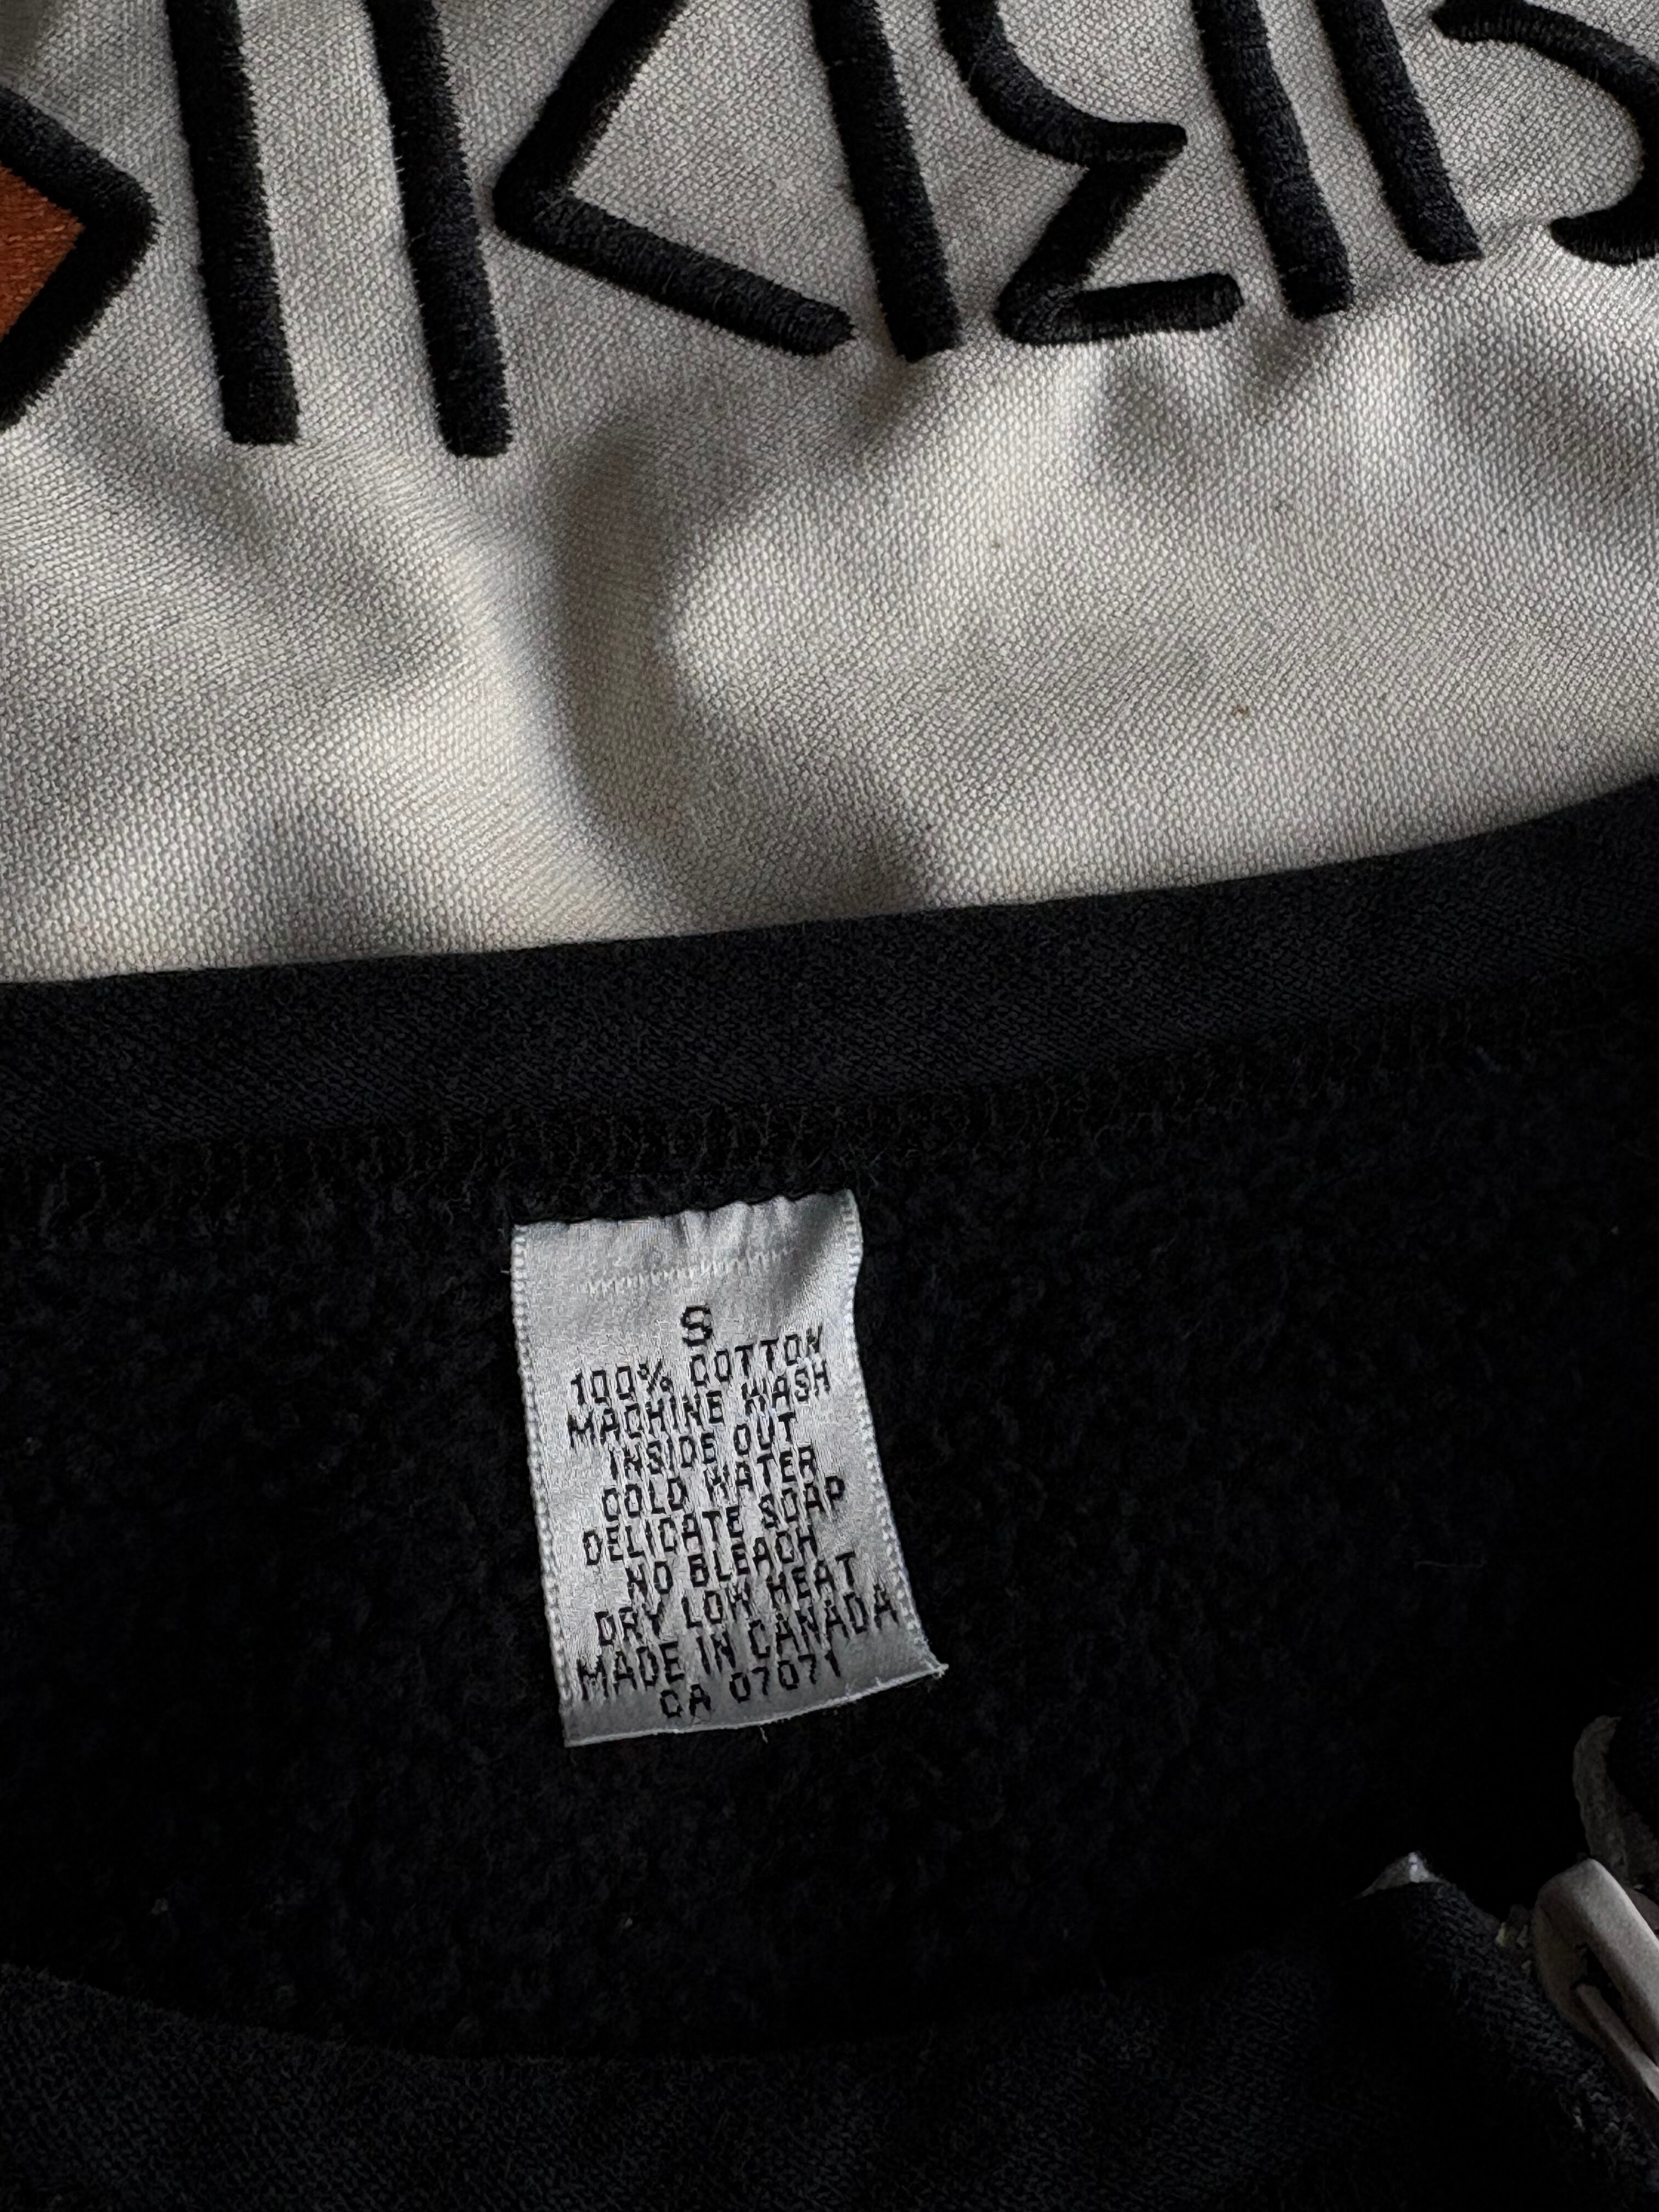 S
100% COTTON
MACHINE WASH
INSIDE OUT
COLD WATER
DELICATE SOAP
NO BLEACH
DRY LOW HEAT
MADE IN CANADA
CA 07071